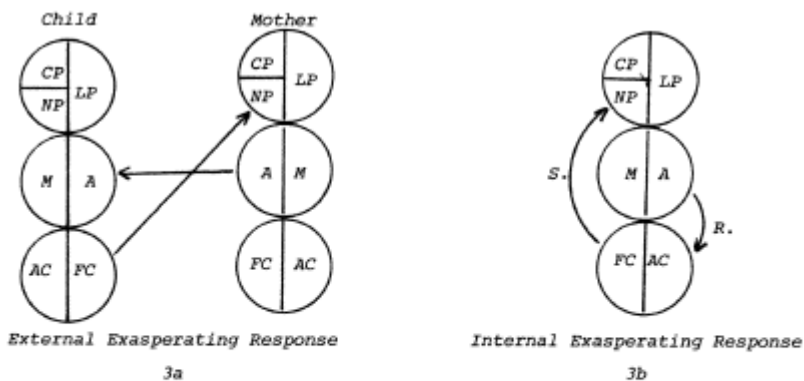 Child Mother
CP LP CP LP CP LP
NP NP NP
M A A M S. M A
R.
AC FC FC AC FC AC
External Exasperating Response Internal Exasperating Response
3a 3b